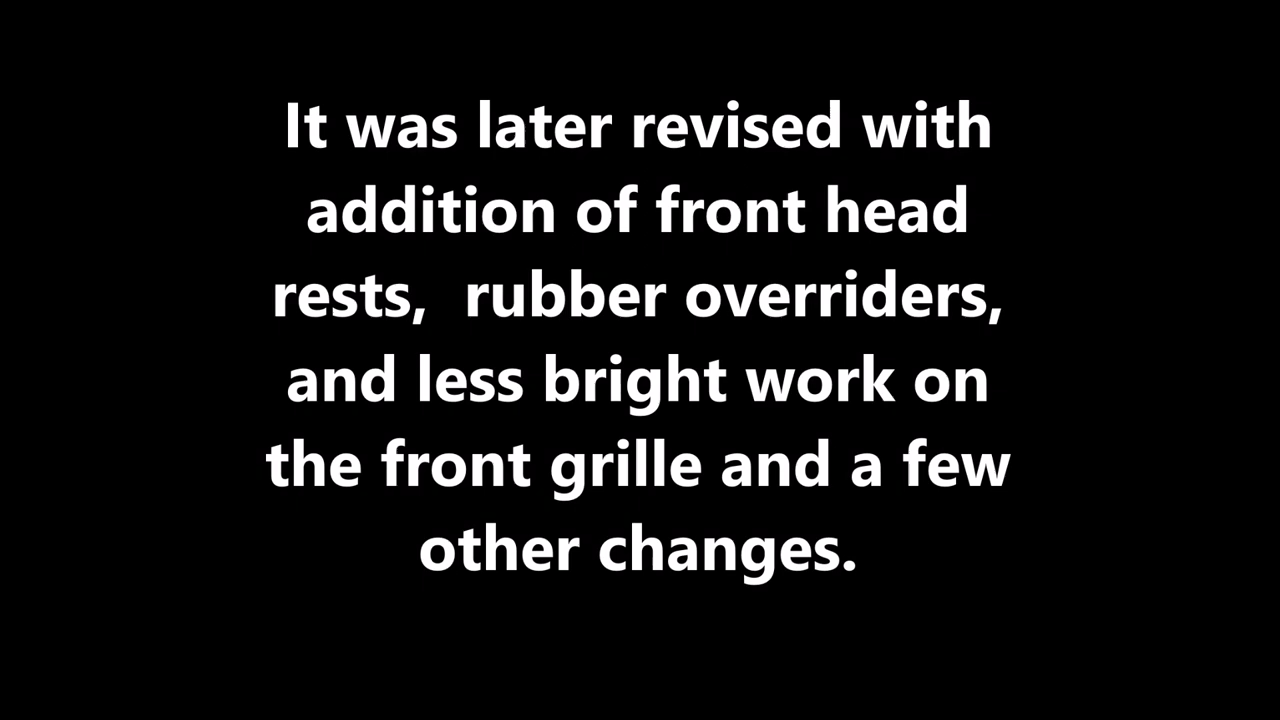 It was later revised with
addition of front head
rests,  rubber overriders,
and less bright work on
the front grille and a few
other changes.